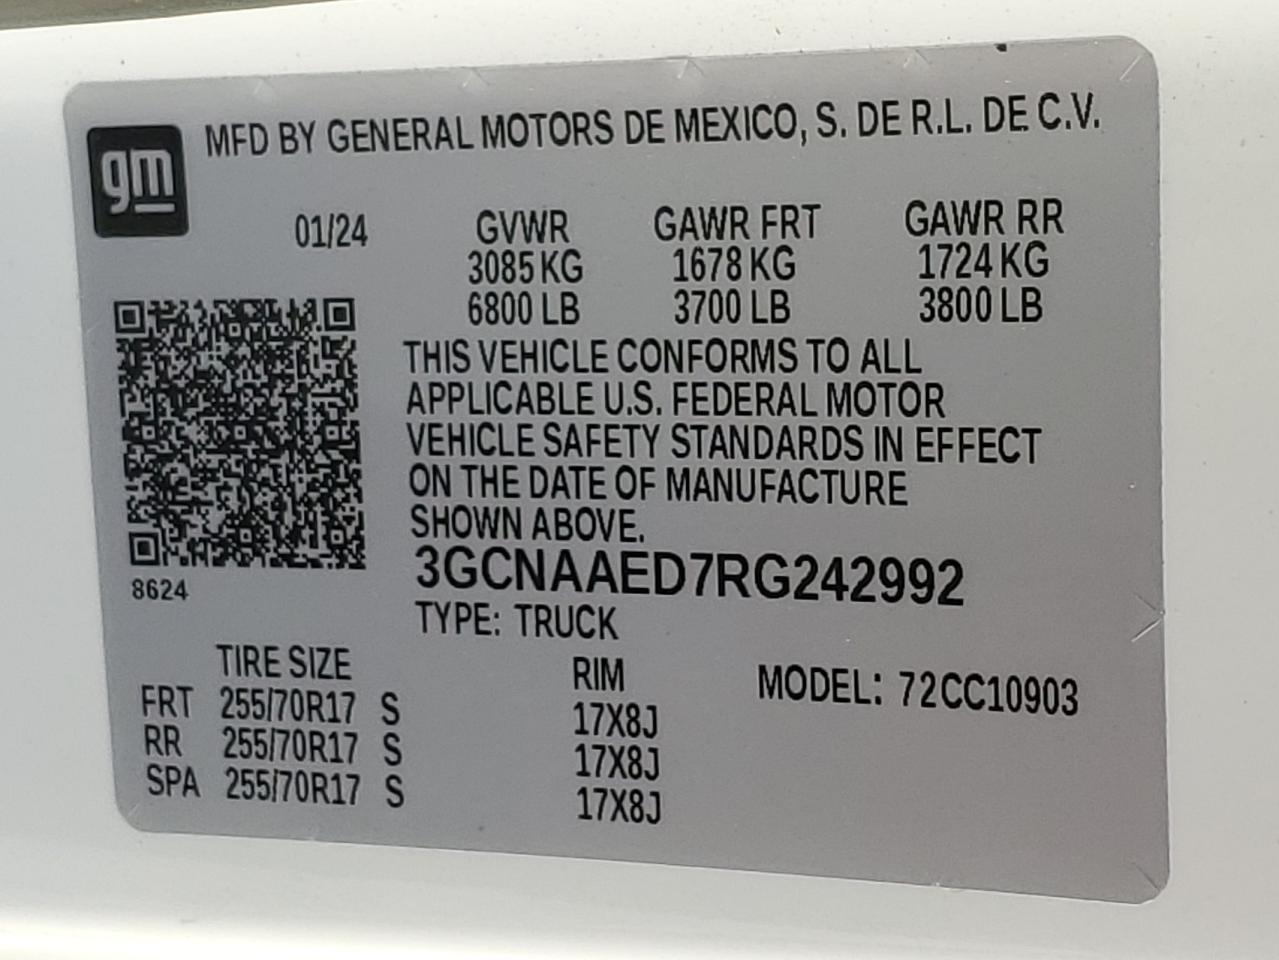 gm MFD BY GENERAL MOTORS DE MEXICO, S. DE R.L. DE C.V.
01/24 GVWR GAWR FRT GAWR RR
3085 KG 1678 KG 1724 KG
6800 LB 3700 LB 3800 LB
THIS VEHICLE CONFORMS TO ALL
APPLICABLE U.S. FEDERAL MOTOR
VEHICLE SAFETY STANDARDS IN EFFECT
ON THE DATE OF MANUFACTURE
SHOWN ABOVE.
3GCNAAED7RG242992
8624
TYPE: TRUCK
TIRE SIZE RIM MODEL: 72CC10903
FRT 255/70R17 S 17X8J
RR 255/70R17 S 17X8J
SPA 255/70R17 S 17X8J